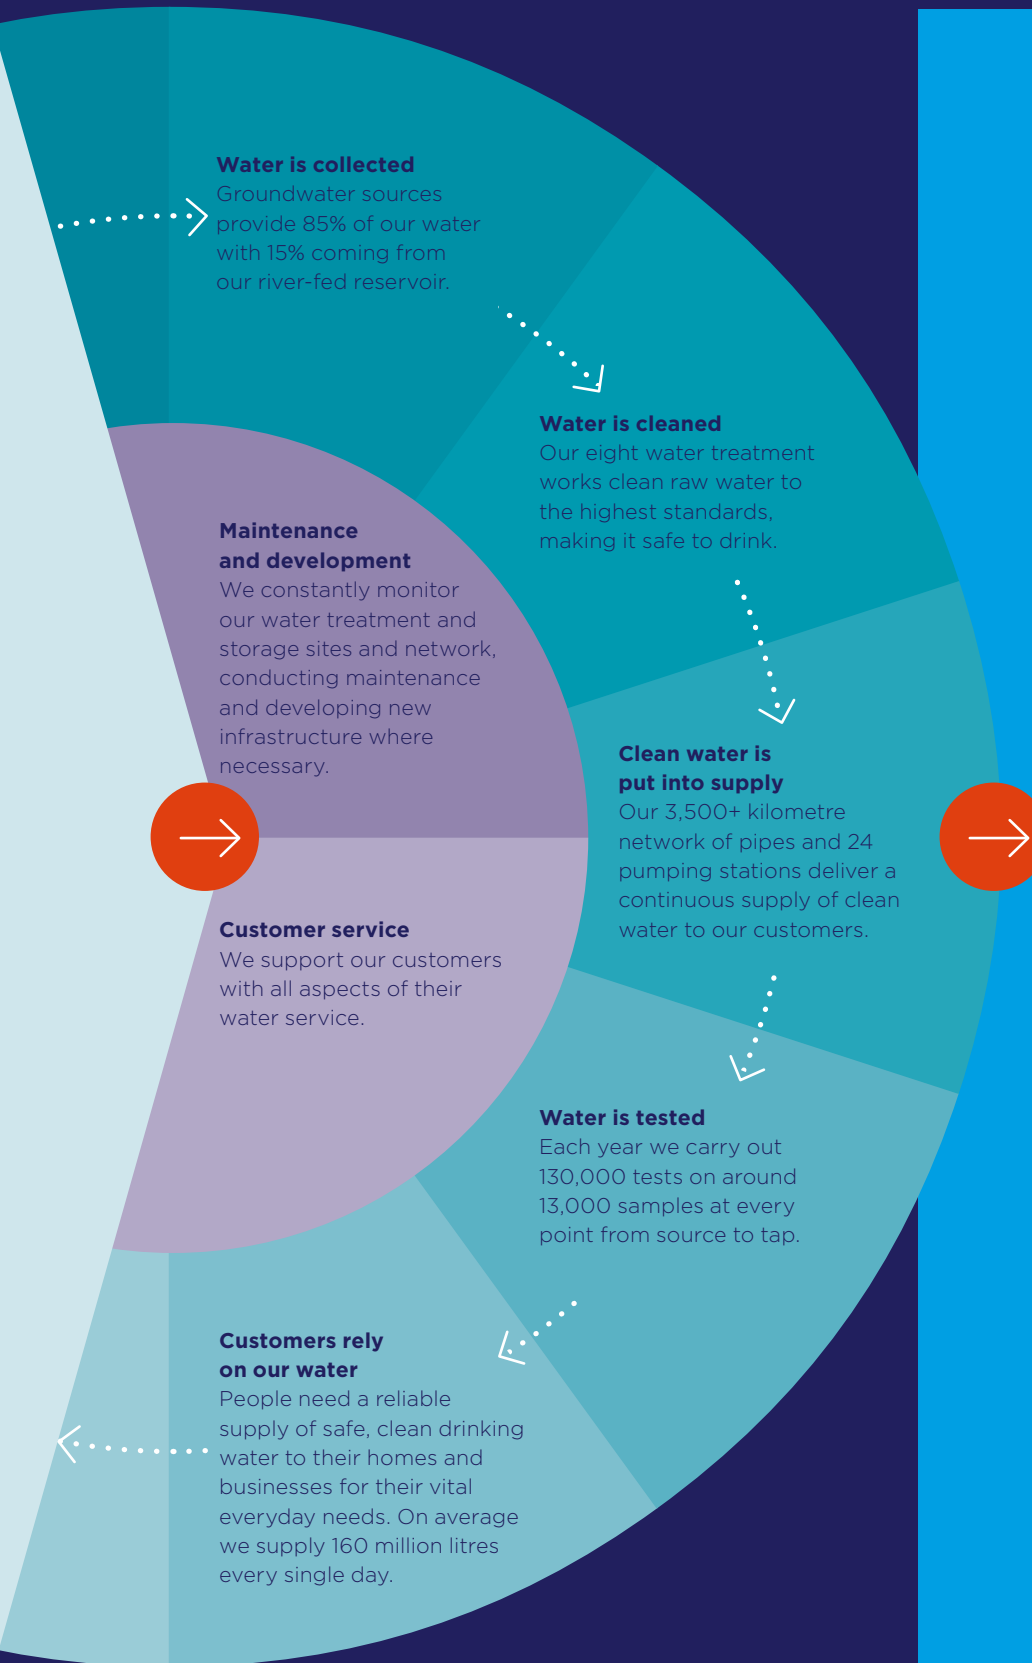 Water is collected
Groundwater sources
provide 85% of our water
with 15% coming from
our river-fed reservoir.
Water is cleaned
Our eight water treatment
works clean raw water to
the highest standards,
making it safe to drink.
Maintenance
and development
We constantly monitor
our water treatment and
storage sites and network,
conducting maintenance
and developing new
infrastructure where
necessary.
Clean water is
put into supply
Our 3,500+ kilometre
network of pipes and 24
pumping stations deliver a
continuous supply of clean
water to our customers.
Customer service
We support our customers
with all aspects of their
water service.
Water is tested
Each year we carry out
130,000 tests on around
13,000 samples at every
point from source to tap.
Customers rely
on our water
People need a reliable
supply of safe, clean drinking
water to their homes and
businesses for their vital
everyday needs. On average
we supply 160 million litres
every single day.